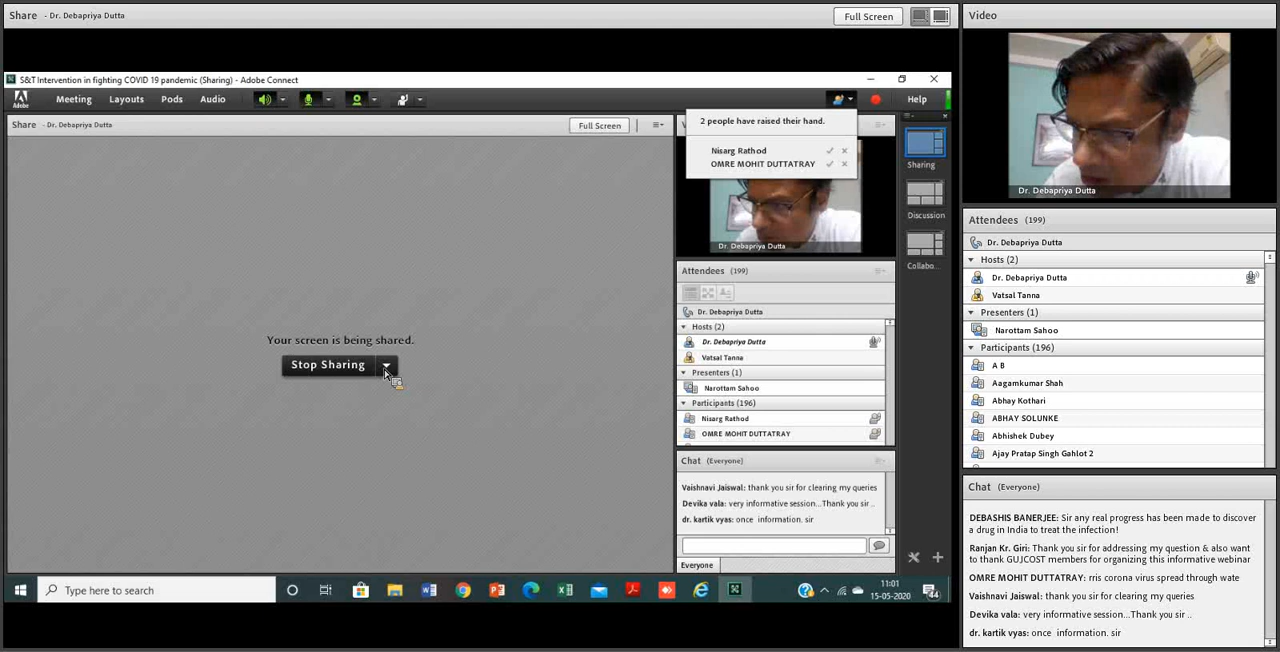 Share - Dr. Debapriya Dutta
Full Screen
S&T Intervention in fighting COVID 19 pandemic (Sharing) - Adobe Connect
Adobe
Meeting
Layouts
Pods
Audio
Help
Share - Dr. Debapriya Dutta
Full Screen
2 people have raised their hand.
Nisarg Rathod
OMRE MOHIT DUTTATRAY
Dr. Debapriya Dutta
Sharing
Discussion
Collabo...
Your screen is being shared.
Stop Sharing
Attendees (199)
Dr. Debapriya Dutta
Hosts (2)
Dr. Debapriya Dutta
Vatsal Tanna
Presenters (1)
Narottam Sahoo
Participants (196)
Nisarg Rathod
OMRE MOHIT DUTTATRAY
Chat (Everyone)
Vaishnavi Jaiswal: thank you sir for clearing my queries
Devika vala: very informative session...Thank you sir ..
dr. kartik vyas: once information. sir
Everyone
Type here to search
11:01
15-05-2020
44
Video
Dr. Debapriya Dutta
Attendees (199)
Dr. Debapriya Dutta
Hosts (2)
Dr. Debapriya Dutta
Vatsal Tanna
Presenters (1)
Narottam Sahoo
Participants (196)
A B
Aagamkumar Shah
Abhay Kothari
ABHAY SOLUNKE
Abhishek Dubey
Ajay Pratap Singh Gahlot 2
Chat (Everyone)
DEBASHIS BANERJEE: Sir any real progress has been made to discover
a drug in India to treat the infection!
Ranjan Kr. Giri: Thank you sir for addressing my question & also want
to thank GUJCOST members for organizing this informative webinar
OMRE MOHIT DUTTATRAY: rris corona virus spread through wate
Vaishnavi Jaiswal: thank you sir for clearing my queries
Devika vala: very informative session...Thank you sir ..
dr. kartik vyas: once information. sir